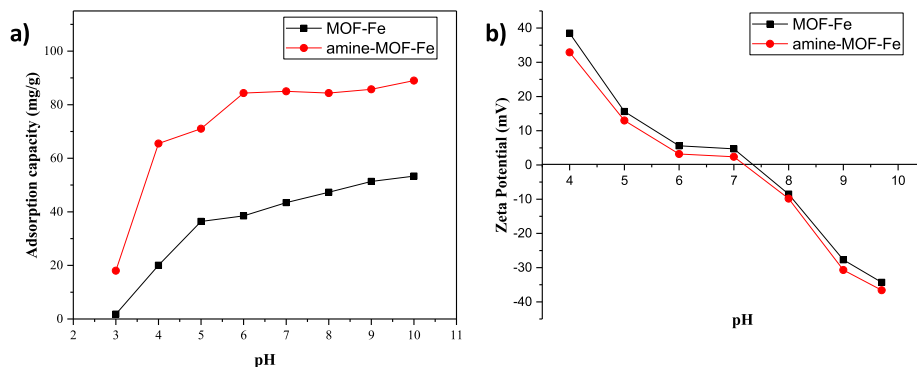 a)
MOF-Fe
amine-MOF-Fe
Adsorption capacity (mg/g)
120
100
80
60
40
20
0
2 3 4 5 6 7 8 9 10 11
pH
b)
MOF-Fe
amine-MOF-Fe
Zeta Potential (mV)
40
30
20
10
0
-10
-20
-30
-40
4 5 6 7 8 9 10
pH